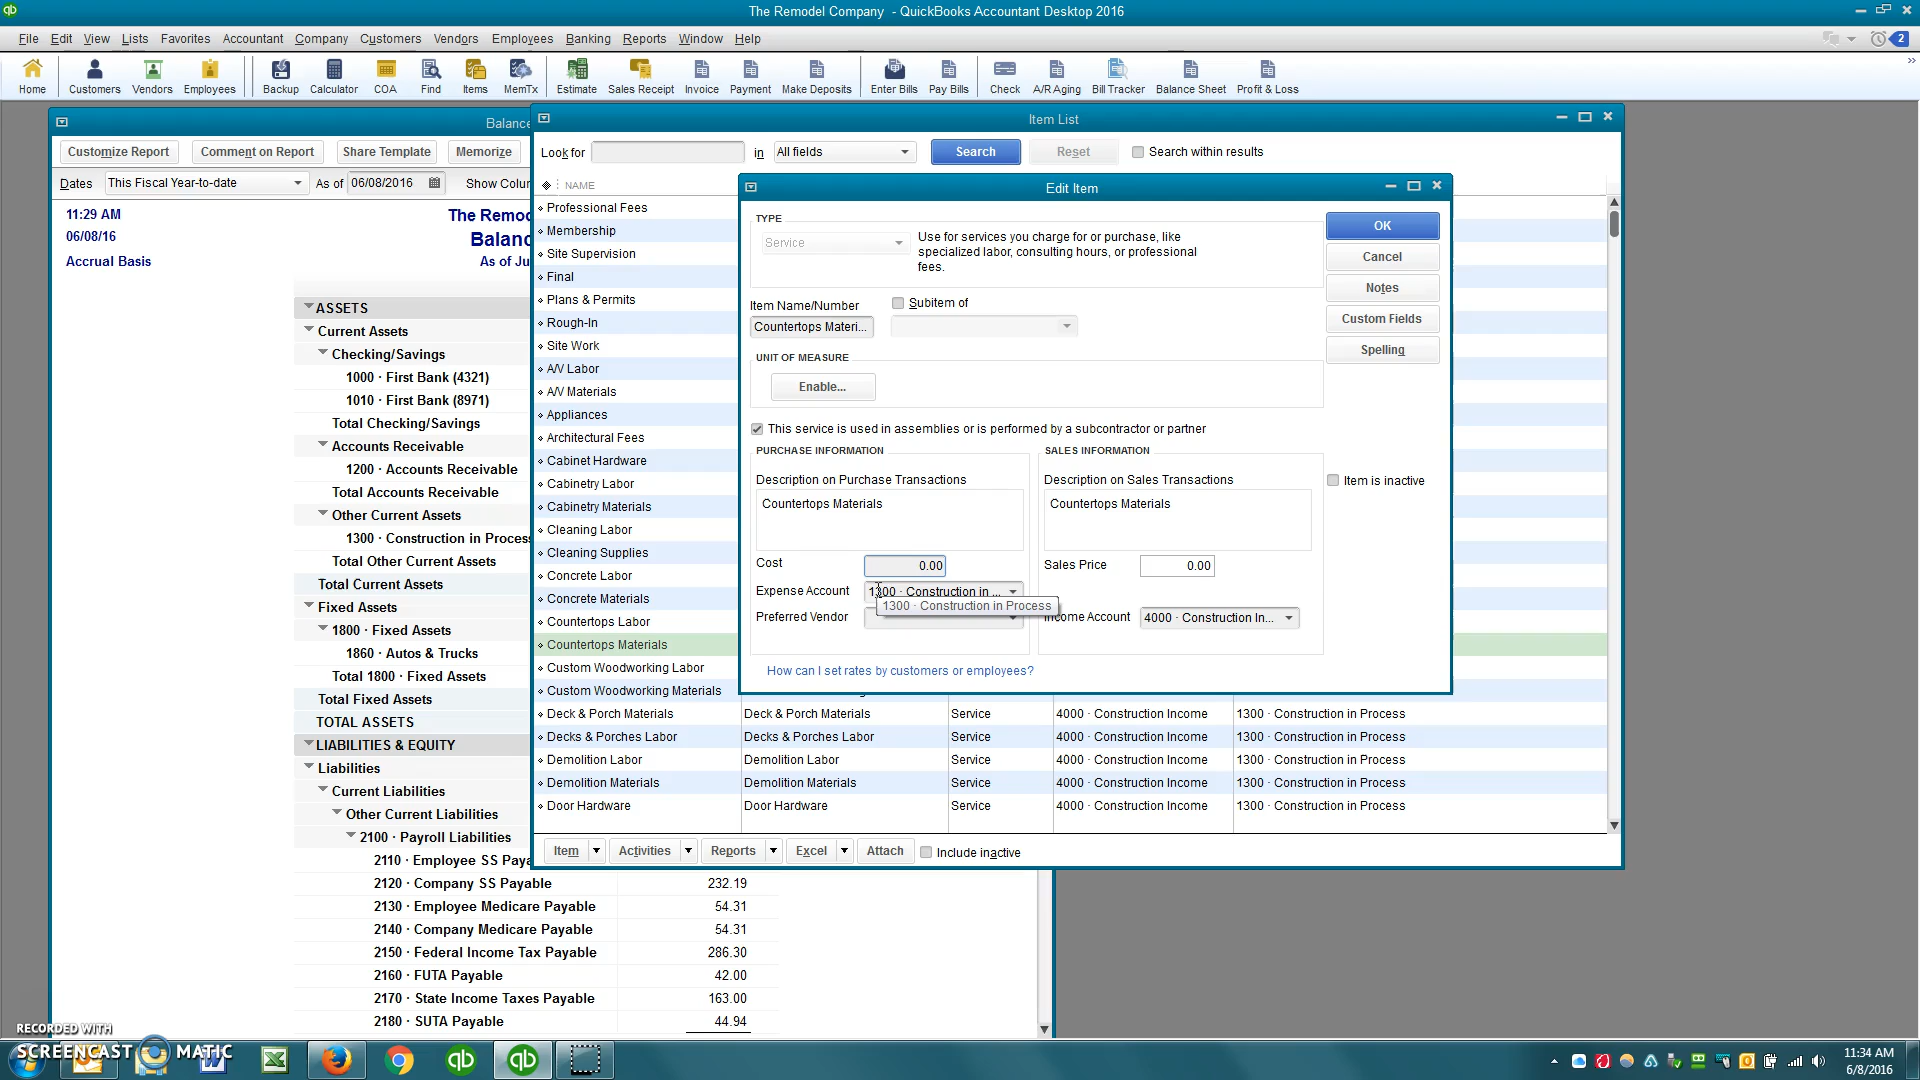 The Remodel Company - QuickBooks Accountant Desktop 2016
File Edit View Lists Favorites Accountant Company Customers Vendors Employees Banking Reports Window Help
2
Home Customers Vendors Employees Backup Calculator COA Find Items MemTx Estimate Sales Receipt Invoice Payment Make Deposits Enter Bills Pay Bills Check A/R Aging Bill Tracker Balance Sheet Profit & Loss
Balance
Customize Report Comment on Report Share Template Memorize
Dates This Fiscal Year-to-date As of 06/08/2016 Show Colu
11:29 AM
06/08/16
Accrual Basis
The Remo
Balanc
As of Ju
ASSETS
Current Assets
Checking/Savings
1000 · First Bank (4321)
1010 · First Bank (8971)
Total Checking/Savings
Accounts Receivable
1200 · Accounts Receivable
Total Accounts Receivable
Other Current Assets
1300 · Construction in Process
Total Other Current Assets
Total Current Assets
Fixed Assets
1800 · Fixed Assets
1860 · Autos & Trucks
Total 1800 · Fixed Assets
Total Fixed Assets
TOTAL ASSETS
LIABILITIES & EQUITY
Liabilities
Current Liabilities
Other Current Liabilities
2100 · Payroll Liabilities
2110 · Employee SS Paya
2120 · Company SS Payable 232.19
2130 · Employee Medicare Payable 54.31
2140 · Company Medicare Payable 54.31
2150 · Federal Income Tax Payable 286.30
2160 · FUTA Payable 42.00
2170 · State Income Taxes Payable 163.00
2180 · SUTA Payable 44.94
Item List
Look for in All fields Search Reset Search within results
NAME
Professional Fees
Membership
Site Supervision
Final
Plans & Permits
Rough-In
Site Work
A/V Labor
A/V Materials
Appliances
Architectural Fees
Cabinet Hardware
Cabinetry Labor
Cabinetry Materials
Cleaning Labor
Cleaning Supplies
Concrete Labor
Concrete Materials
Countertops Labor
Countertops Materials
Custom Woodworking Labor
Custom Woodworking Materials
Deck & Porch Materials Deck & Porch Materials Service 4000 · Construction Income 1300 · Construction in Process
Decks & Porches Labor Decks & Porches Labor Service 4000 · Construction Income 1300 · Construction in Process
Demolition Labor Demolition Labor Service 4000 · Construction Income 1300 · Construction in Process
Demolition Materials Demolition Materials Service 4000 · Construction Income 1300 · Construction in Process
Door Hardware Door Hardware Service 4000 · Construction Income 1300 · Construction in Process
Item Activities Reports Excel Attach Include inactive
Edit Item
TYPE
Service
Use for services you charge for or purchase, like
specialized labor, consulting hours, or professional
fees.
OK
Cancel
Notes
Custom Fields
Spelling
Item Name/Number Subitem of
Countertops Materi...
UNIT OF MEASURE
Enable...
This service is used in assemblies or is performed by a subcontractor or partner
PURCHASE INFORMATION
Description on Purchase Transactions
Countertops Materials
Cost 0.00
Expense Account 1300 · Construction in ...
1300 · Construction in Process
Preferred Vendor
SALES INFORMATION
Description on Sales Transactions
Countertops Materials
Sales Price 0.00
Income Account 4000 · Construction In...
Item is inactive
How can I set rates by customers or employees?
RECORDED WITH
SCREENCAST MATIC
11:34 AM
6/8/2016